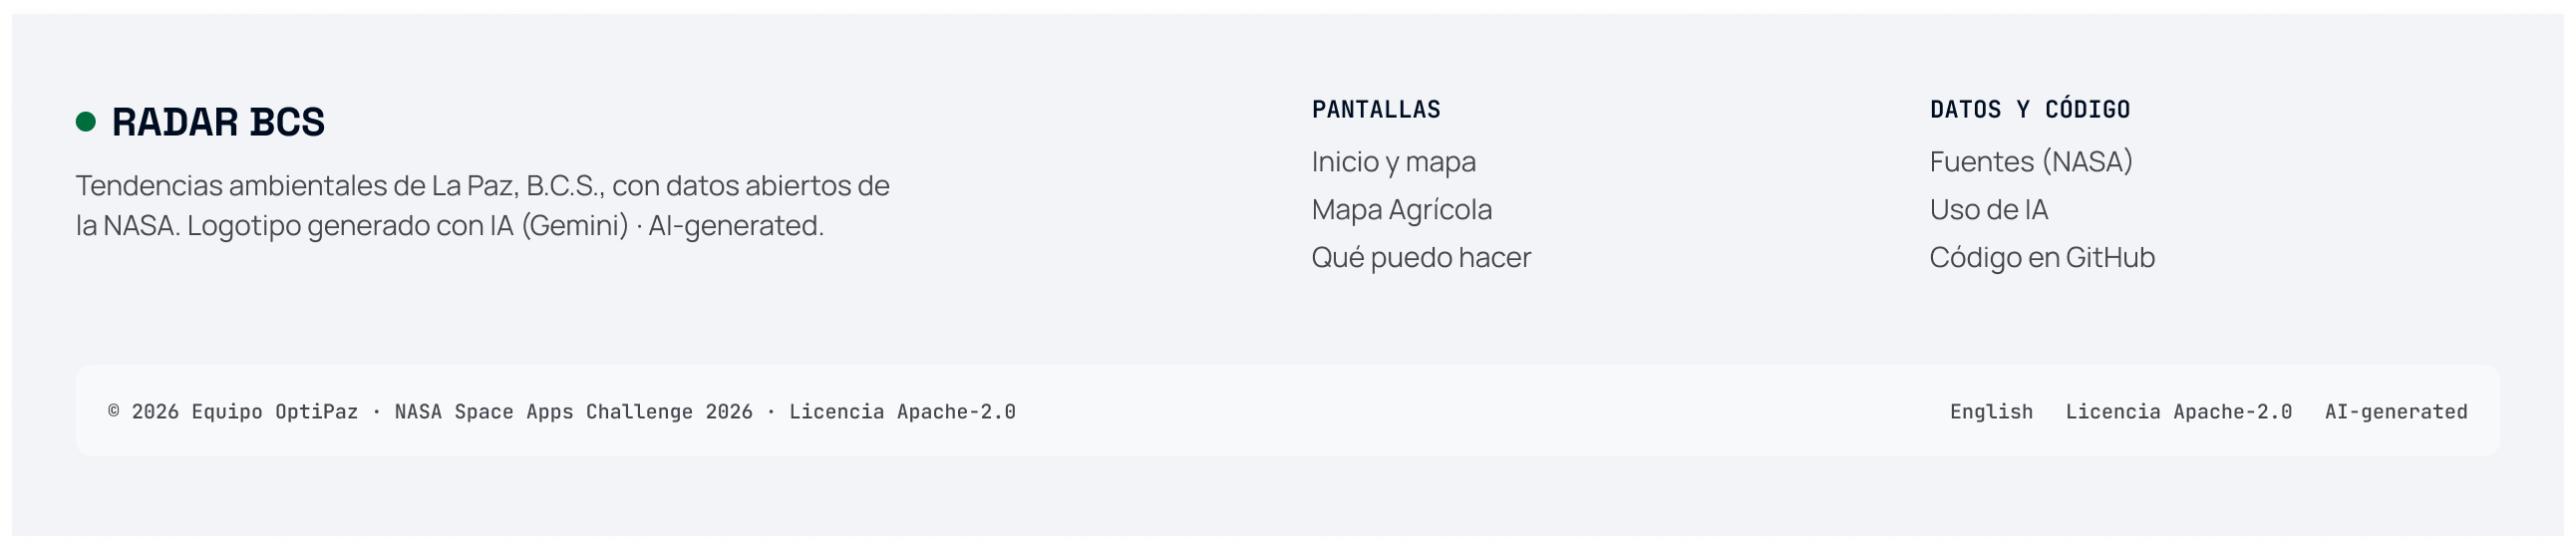 RADAR BCS
Tendencias ambientales de La Paz, B.C.S., con datos abiertos de
la NASA. Logotipo generado con IA (Gemini) · AI-generated.
PANTALLAS
Inicio y mapa
Mapa Agrícola
Qué puedo hacer
DATOS Y CÓDIGO
Fuentes (NASA)
Uso de IA
Código en GitHub
© 2026 Equipo OptiPaz · NASA Space Apps Challenge 2026 · Licencia Apache-2.0
English Licencia Apache-2.0 AI-generated